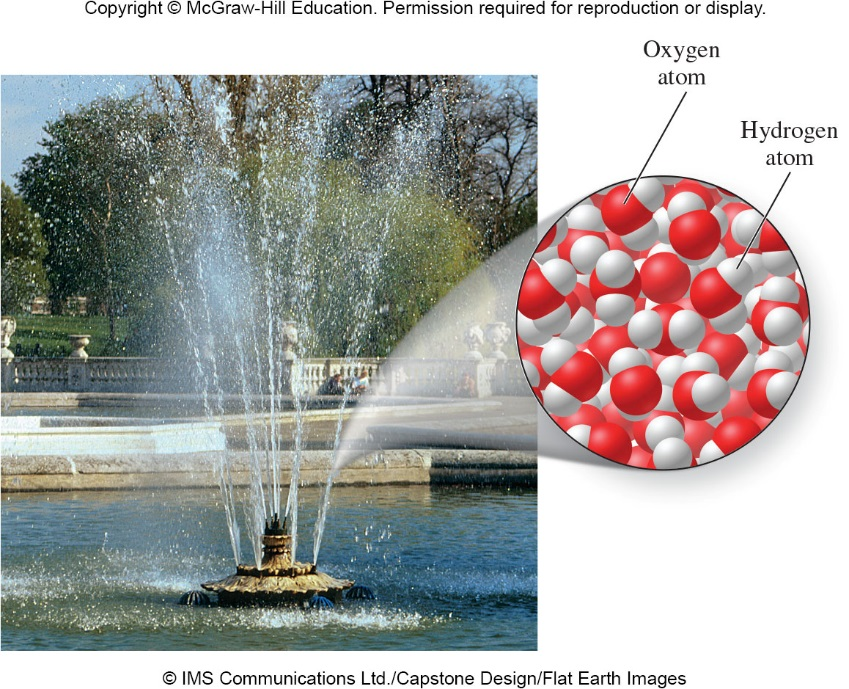 Copyright © McGraw-Hill Education. Permission required for reproduction or display.
Oxygen
atom
Hydrogen
atom
© IMS Communications Ltd./Capstone Design/Flat Earth Images